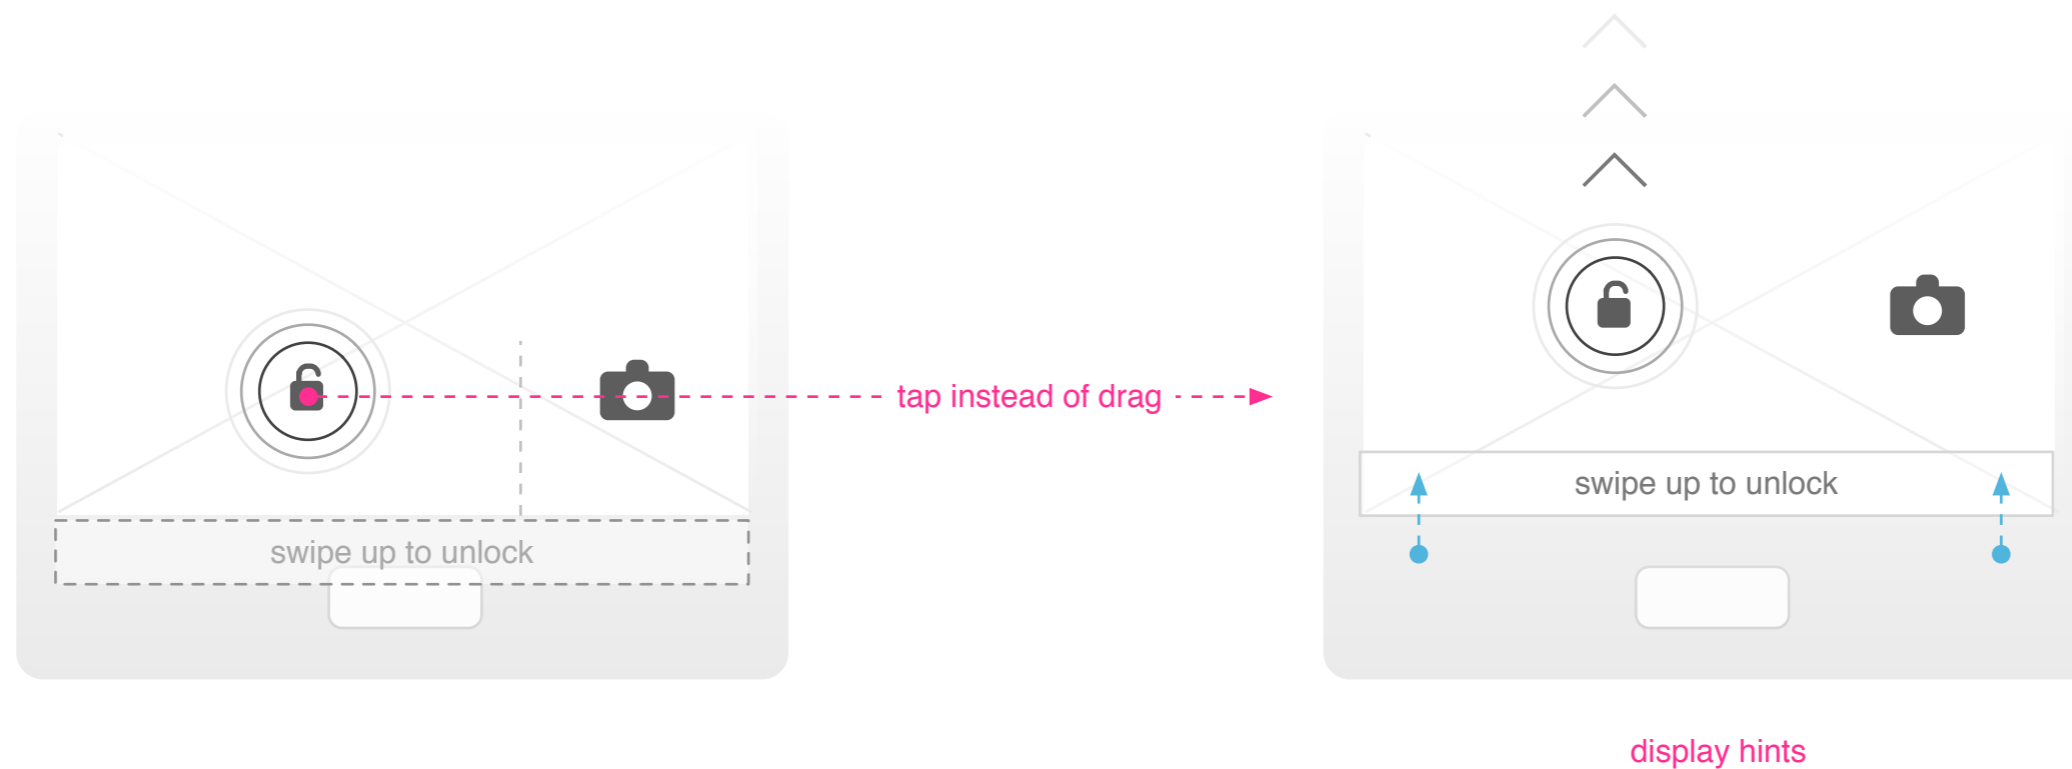 tap instead of drag
swipe up to unlock
swipe up to unlock
display hints